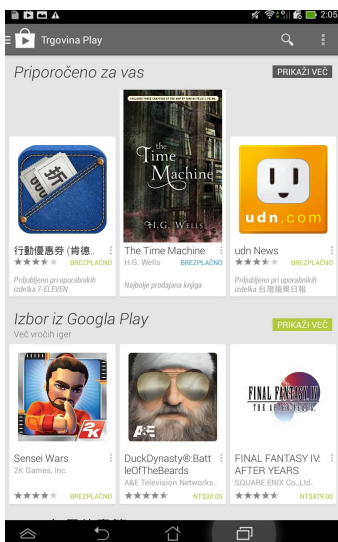 2:05
Trgovina Play
Priporočeno za vas
PRIKAŽI VEČ
折
行動優惠券 (肯德..
BREZPLAČNO
Priljubljeno pri uporabnikih
izdelka 7-ELEVEN
the
Time
Machine
H.G. WELLS
The Time Machine
H.G. Wells
BREZPLAČNO
Najbolje prodajana knjiga
udn.com
udn News
BREZPLAČNO
Priljubljeno pri uporabnikih
izdelka 台灣蘋果日報
Izbor iz Googla Play
Več vročih iger
PRIKAŽI VEČ
2K
Sensei Wars
2K Games, Inc.
BREZPLAČNO
A&E
DuckDynasty®:Batt
leOfTheBeards
A&E Television Networks..
NT$30.00
FINAL FANTASY IV
THE AFTER YEARS
FINAL FANTASY IV:
AFTER YEARS
SQUARE ENIX Co.,Ltd.
NT$479.00